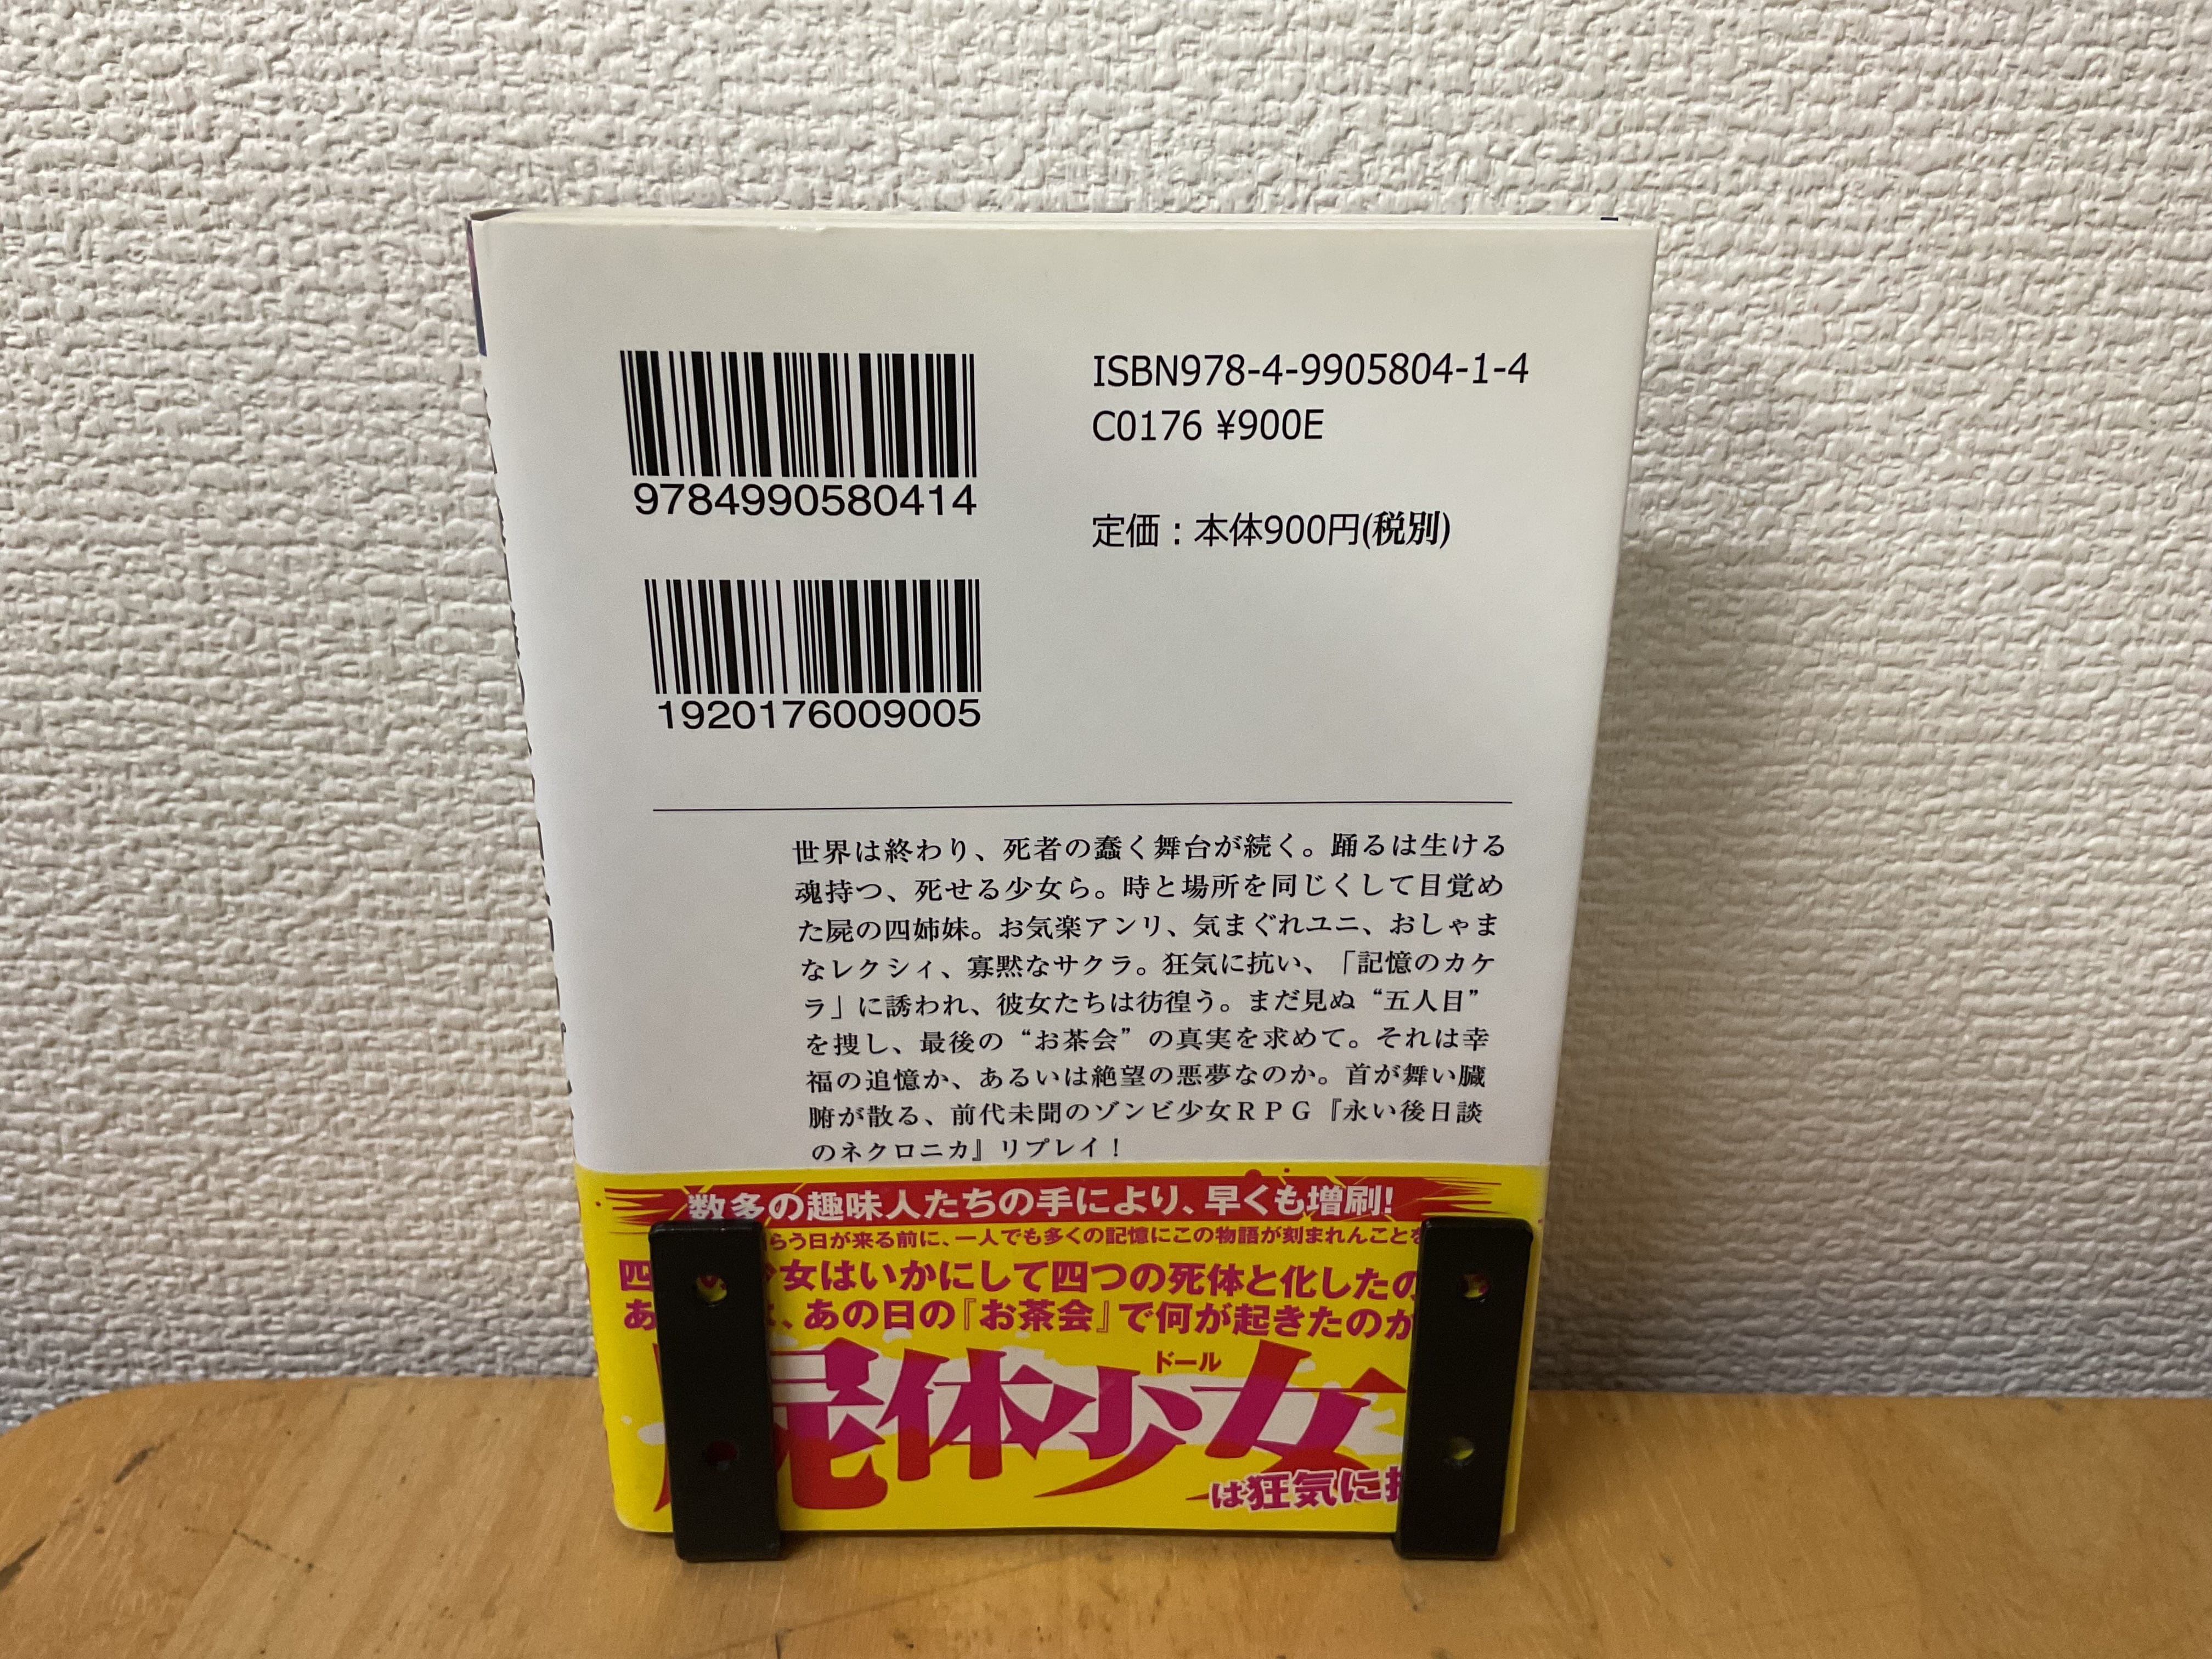 ISBN978-4-9905804-1-4
C0176 ¥900E
定価：本体900円(税別)
9784990580414
1920176009005
世界は終わり、死者の蠢く舞台が続く。踊るは生ける
魂持つ、死せる少女ら。時と場所を同じくして目覚め
た屍の四姉妹。お気楽アンリ、気まぐれユニ、おしゃま
なレクシィ、寡黙なサクラ。狂気に抗い、「記憶のカケ
ラ」に誘われ、彼女たちは彷徨う。まだ見ぬ“五人目”
を捜し、最後の“お茶会”の真実を求めて。それは幸
福の追憶か、あるいは絶望の悪夢なのか。首が舞い臓
腑が散る、前代未聞のゾンビ少女RPG『永い後日談
のネクロニカ』リプレイ！
数多の趣味人たちの手により、早くも増刷!
らう日が来る前に、一人でも多くの記憶にこの物語が刻まれんことを
四 少女はいかにして四つの死体と化したの
あ 、あの日の『お茶会』で何が起きたのか
ドール
屍体少女
は狂気に